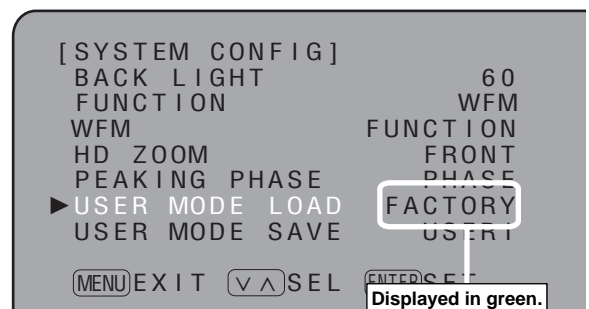 [SYSTEM CONFIG]
BACK LIGHT 60
FUNCTION WFM
WFM FUNCTION
HD ZOOM FRONT
PEAKING PHASE PHASE
▶USER MODE LOAD FACTORY
USER MODE SAVE USER1
MENU EXIT ∨∧ SEL ENTER SET
Displayed in green.